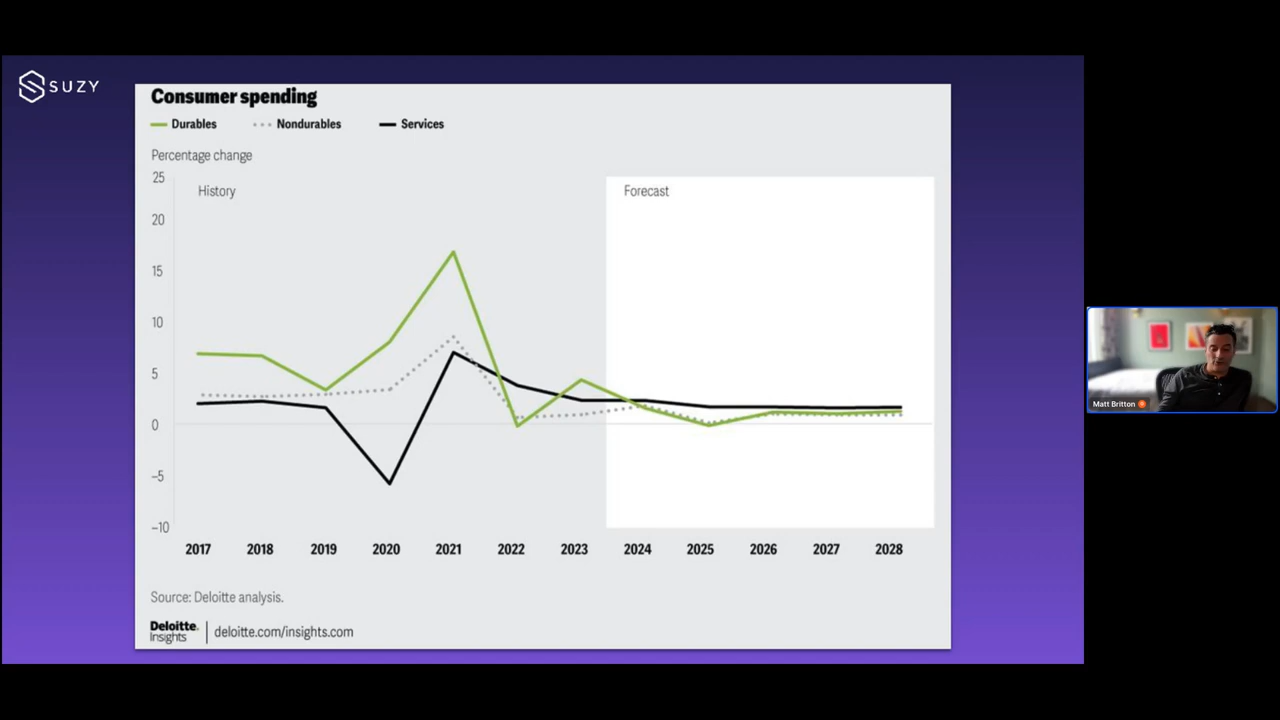 SUZY
Consumer spending
Durables Nondurables Services
Percentage change
25
History Forecast
20
15
10
5
0
–5
–10
2017 2018 2019 2020 2021 2022 2023 2024 2025 2026 2027 2028
Source: Deloitte analysis.
Deloitte.
Insights
deloitte.com/insights.com
Matt Britton